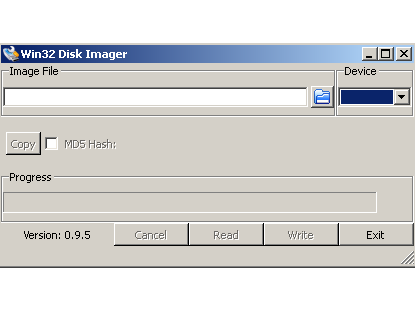 Win32 Disk Imager
Image File
Device
Copy
MD5 Hash:
Progress
Version: 0.9.5
Cancel
Read
Write
Exit